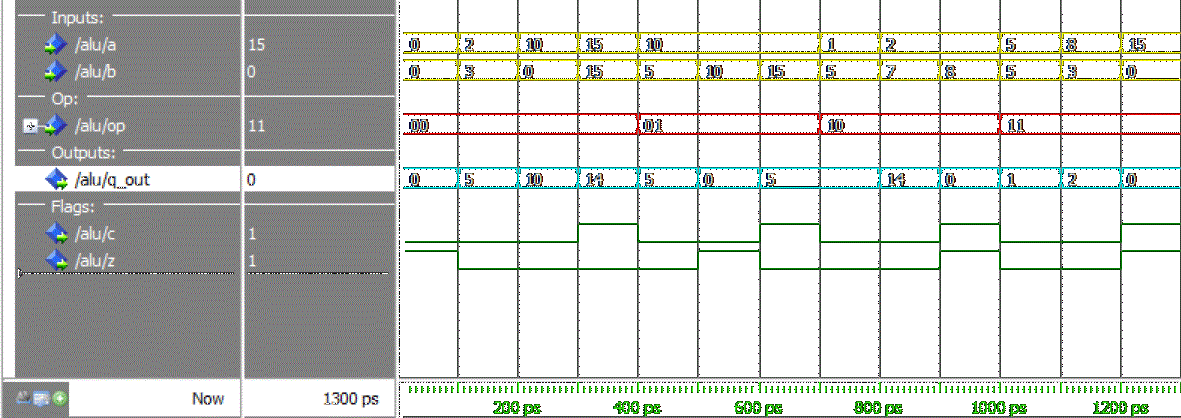 Inputs:
/alu/a 15 0 2 10 15 10 1 2 5 8 15
/alu/b 0 0 3 0 15 5 10 15 5 7 8 5 3 0
Op:
/alu/op 11 00 01 10 11
Outputs:
/alu/q_out 0 0 5 10 14 5 0 5 14 0 1 2 0
Flags:
/alu/c 1
/alu/z 1
Now 1300 ps 200 ps 400 ps 600 ps 800 ps 1000 ps 1200 ps